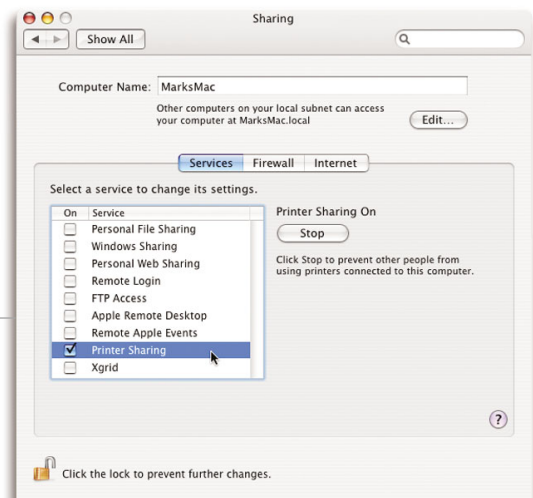 Sharing
Show All
Computer Name: MarksMac
Other computers on your local subnet can access
your computer at MarksMac.local
Edit...
Services Firewall Internet
Select a service to change its settings.
On Service
Personal File Sharing
Windows Sharing
Personal Web Sharing
Remote Login
FTP Access
Apple Remote Desktop
Remote Apple Events
Printer Sharing
Xgrid
Printer Sharing On
Stop
Click Stop to prevent other people from
using printers connected to this computer.
?
Click the lock to prevent further changes.